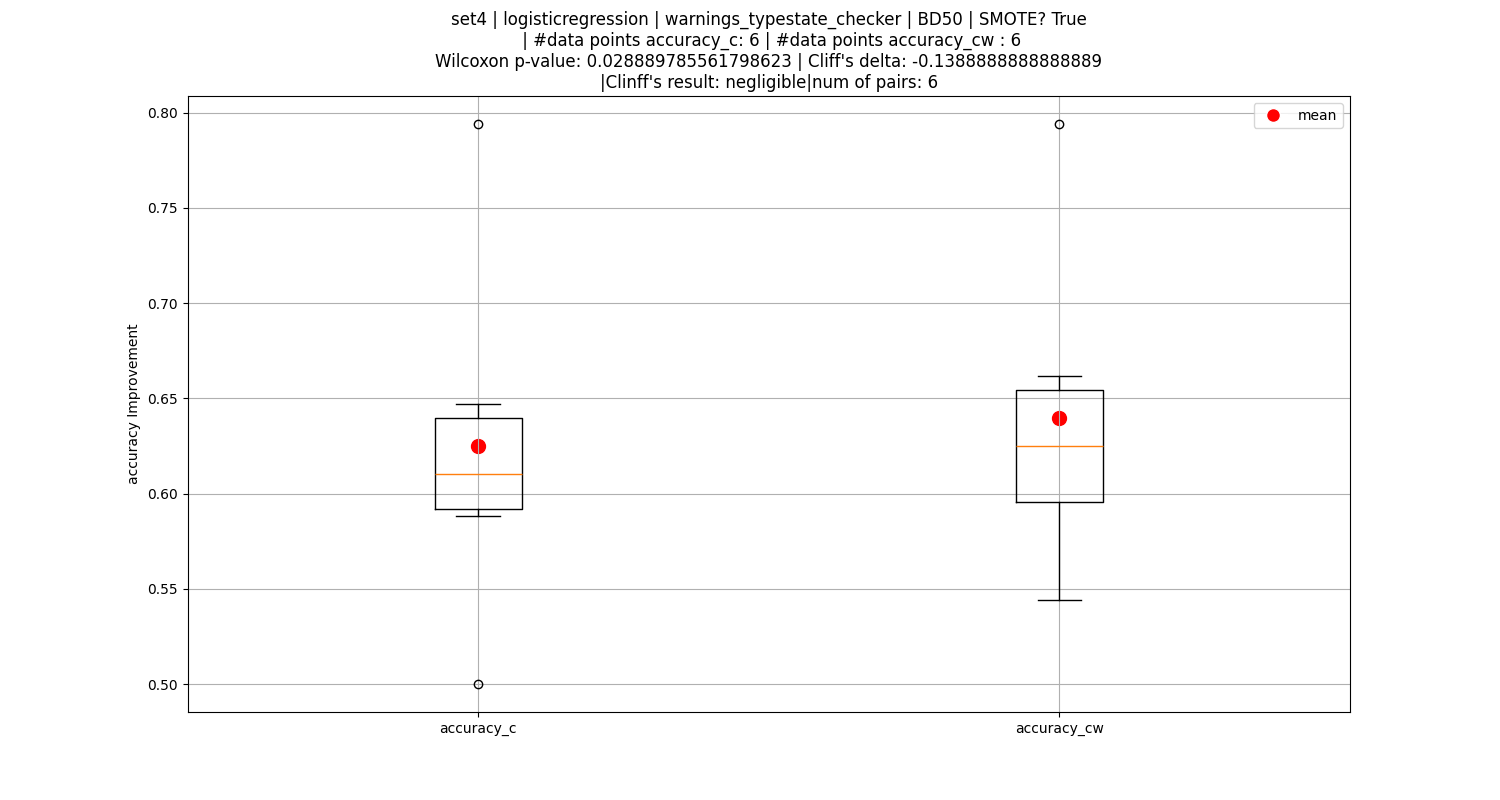 set4 | logisticregression | warnings_typestate_checker | BD50 | SMOTE? True
| #data points accuracy_c: 6 | #data points accuracy_cw : 6
Wilcoxon p-value: 0.028889785561798623 | Cliff's delta: -0.1388888888888889
|Clinff's result: negligible|num of pairs: 6
mean
0.80
0.75
0.70
0.65
0.60
0.55
0.50
accuracy Improvement
accuracy_c
accuracy_cw